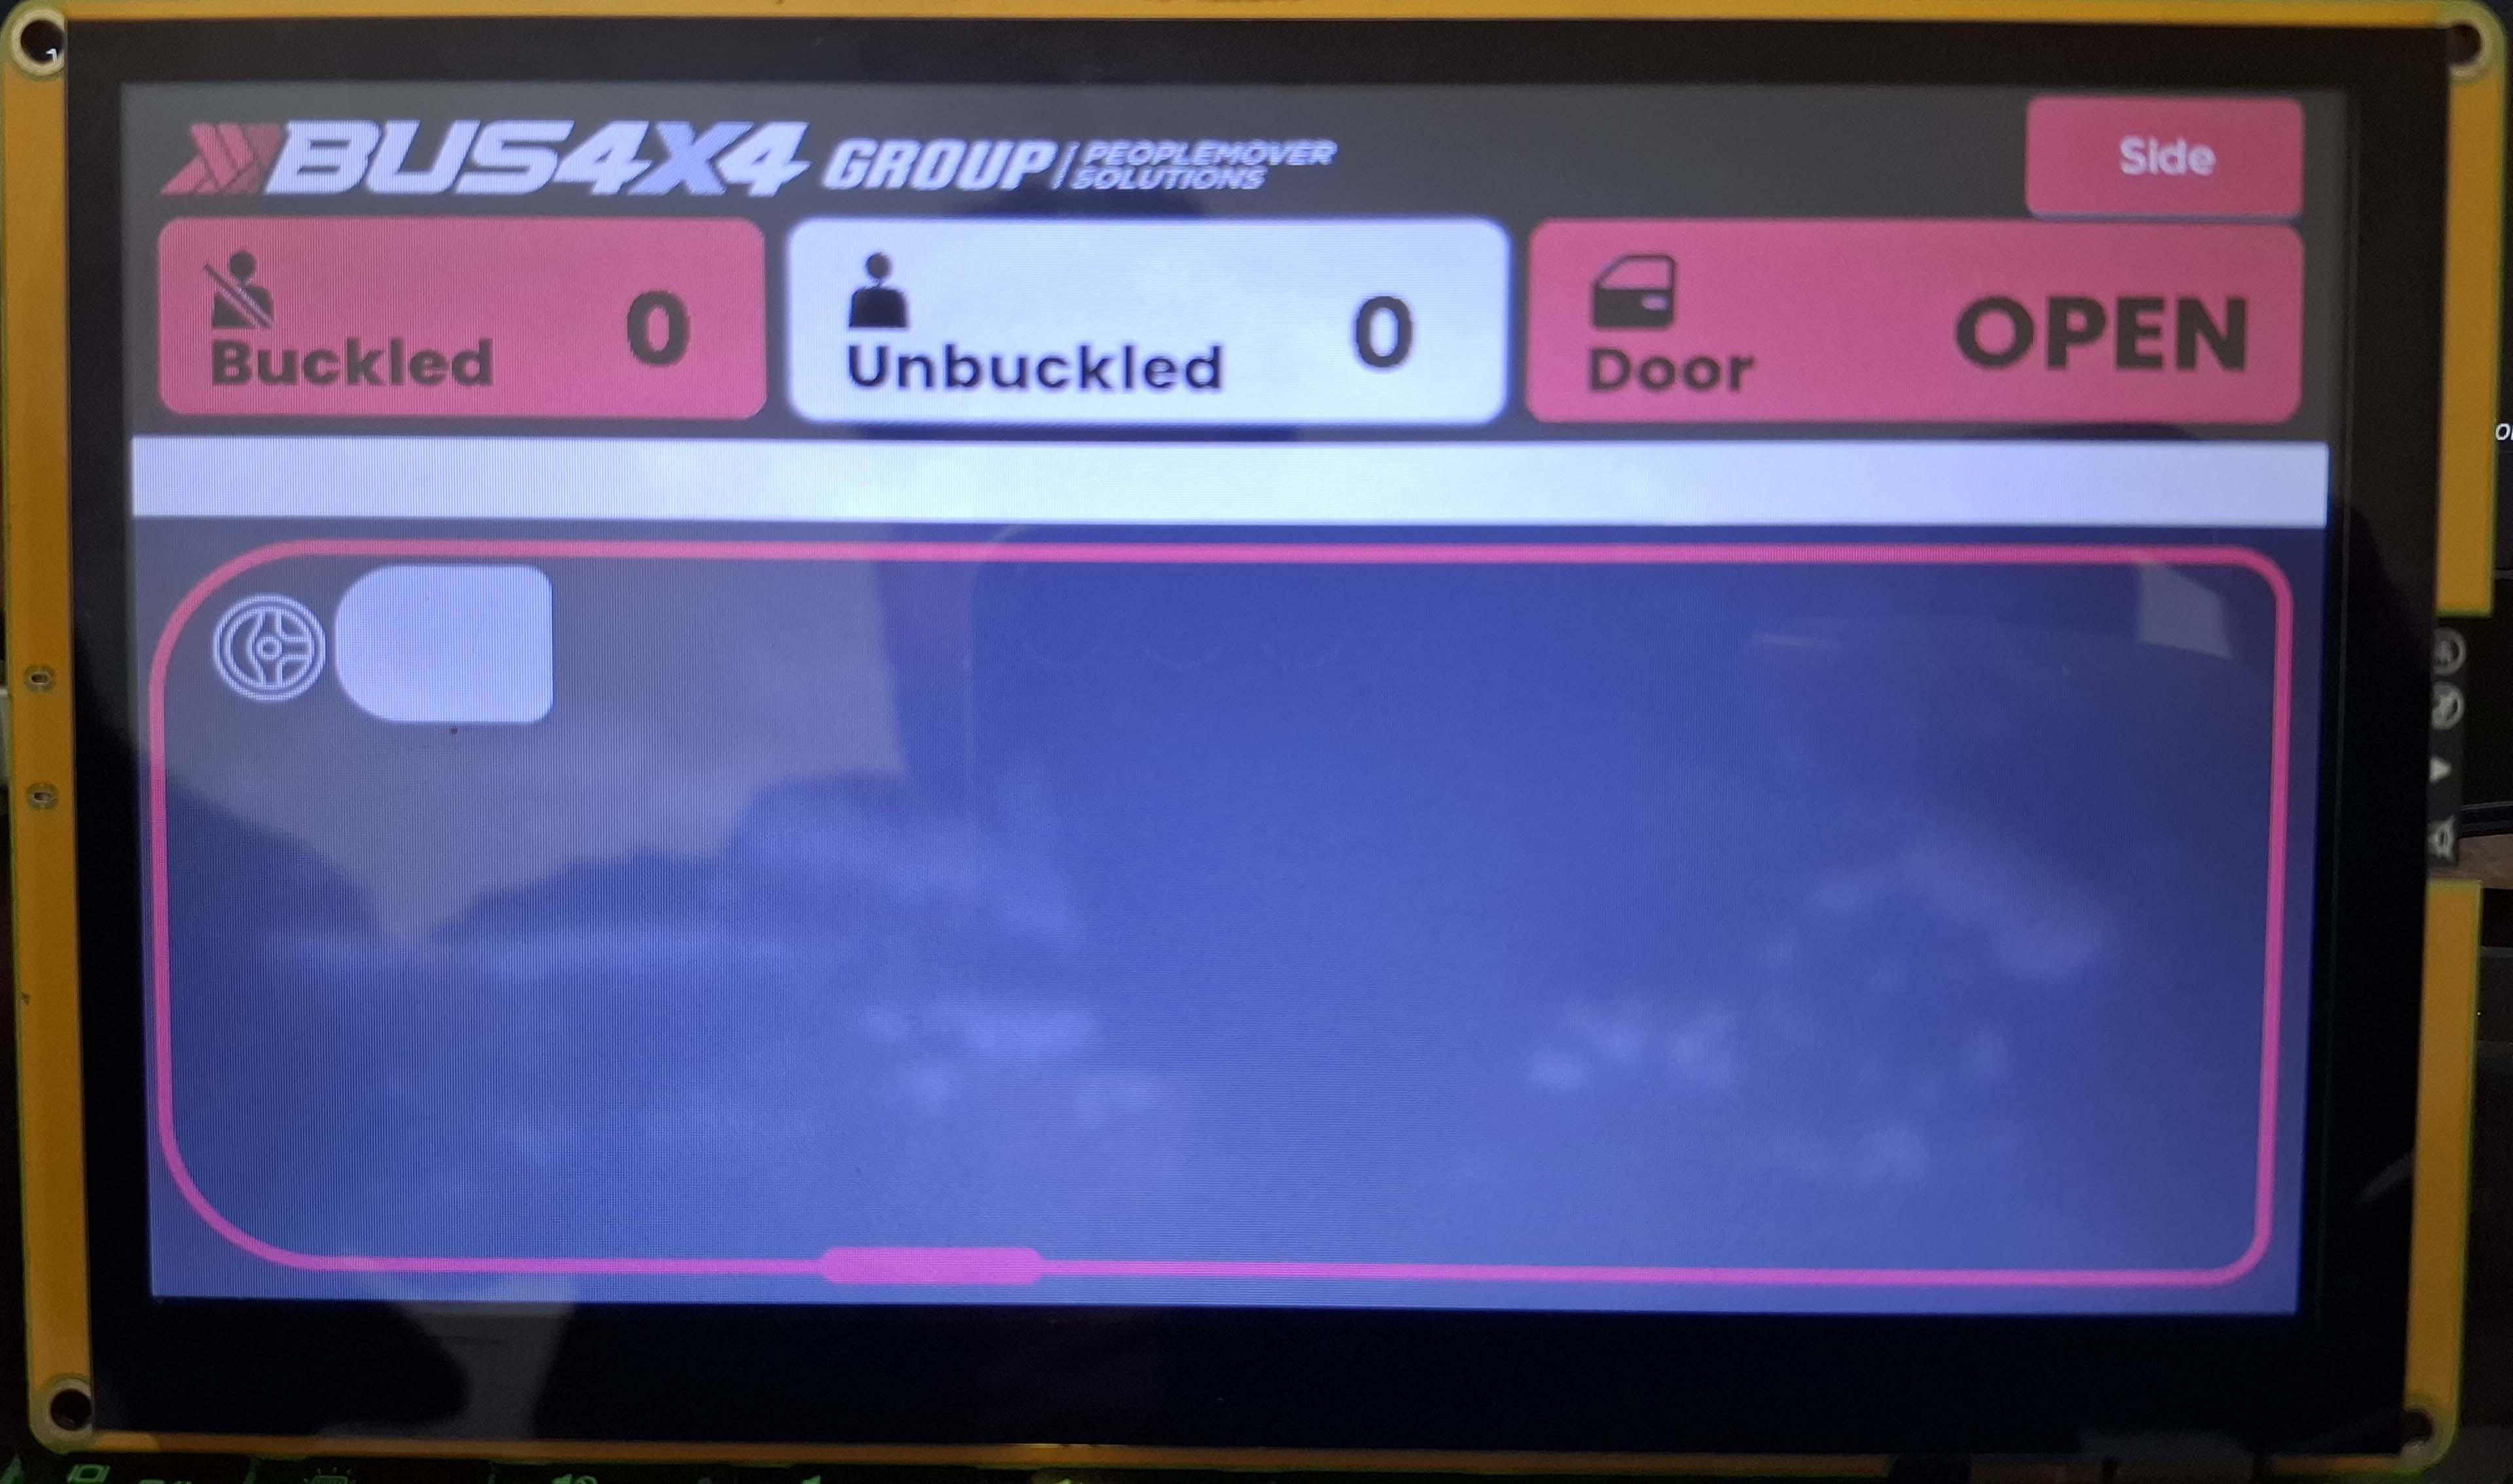 BUS4X4 GROUP PEOPLEMOVER
SOLUTIONS
Side
Buckled 0
Unbuckled 0
Door OPEN